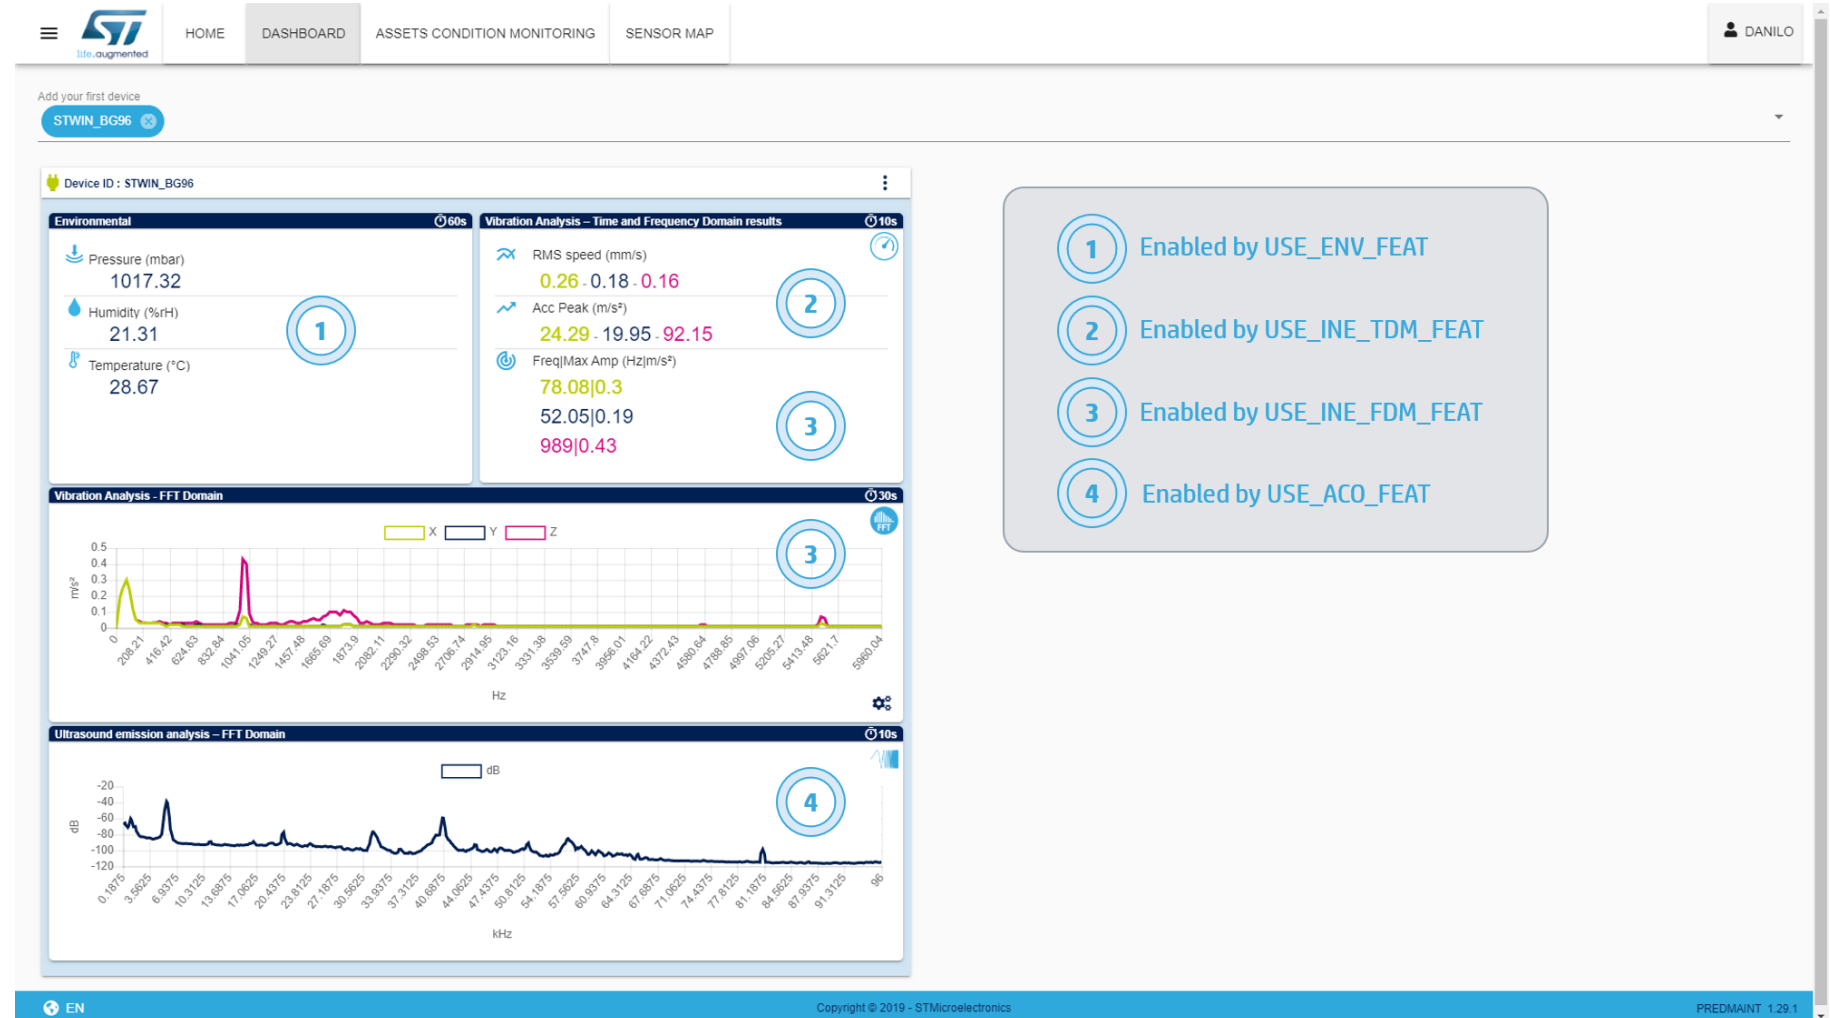 life.augmented
HOME
DASHBOARD
ASSETS CONDITION MONITORING
SENSOR MAP
DANILO
Add your first device
STWIN_BG96
Device ID : STWIN_BG96
Environmental
60s
Pressure (mbar)
1017.32
Humidity (%rH)
21.31
Temperature (°C)
28.67
1
Vibration Analysis – Time and Frequency Domain results
10s
RMS speed (mm/s)
0.26 - 0.18 - 0.16
Acc Peak (m/s²)
24.29 - 19.95 - 92.15
2
Freq|Max Amp (Hz|m/s²)
78.08|0.3
52.05|0.19
989|0.43
3
1 Enabled by USE_ENV_FEAT
2 Enabled by USE_INE_TDM_FEAT
3 Enabled by USE_INE_FDM_FEAT
4 Enabled by USE_ACO_FEAT
Vibration Analysis - FFT Domain
30s
FFT
X Y Z
3
m/s²
0.5
0.4
0.3
0.2
0.1
0
0 208.21 416.42 624.63 832.84 1041.05 1249.27 1457.48 1665.69 1873.9 2082.11 2290.32 2498.53 2706.74 2914.95 3123.16 3331.38 3539.59 3747.8 3956.01 4164.22 4372.43 4580.64 4788.85 4997.06 5205.27 5413.48 5621.7 5960.04
Hz
Ultrasound emission analysis – FFT Domain
10s
dB
4
dB
-20
-40
-60
-80
-100
-120
0.1875 3.5625 6.9375 10.3125 13.6875 17.0625 20.4375 23.8125 27.1875 30.5625 33.9375 37.3125 40.6875 44.0625 47.4375 50.8125 54.1875 57.5625 60.9375 64.3125 67.6875 71.0625 74.4375 77.8125 81.1875 84.5625 87.9375 91.3125 96
kHz
EN
Copyright © 2019 - STMicroelectronics
PREDMAINT 1.29.1